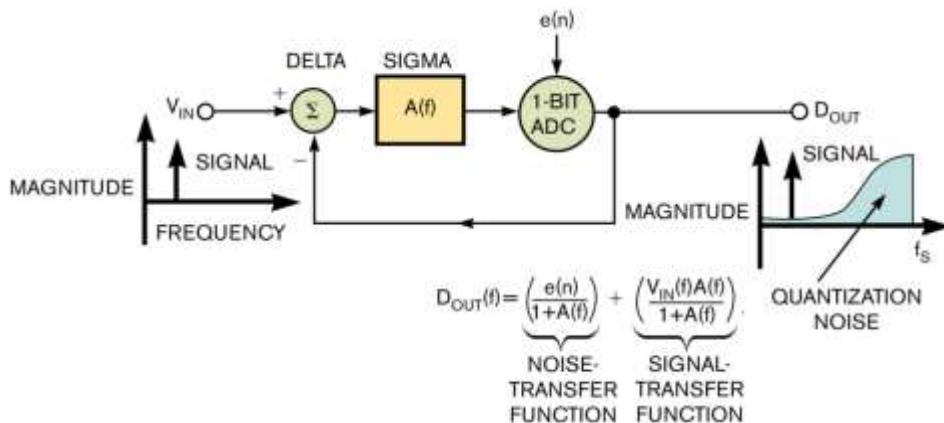 e(n)
DELTA
SIGMA
V_IN
+
Σ
A(f)
1-BIT
ADC
D_OUT
−
SIGNAL
MAGNITUDE
FREQUENCY
SIGNAL
MAGNITUDE
f_S
QUANTIZATION
NOISE
D_OUT(f)=(e(n)/1+A(f)) + (V_IN(f)A(f)/1+A(f)).
NOISE-
TRANSFER
FUNCTION
SIGNAL-
TRANSFER
FUNCTION